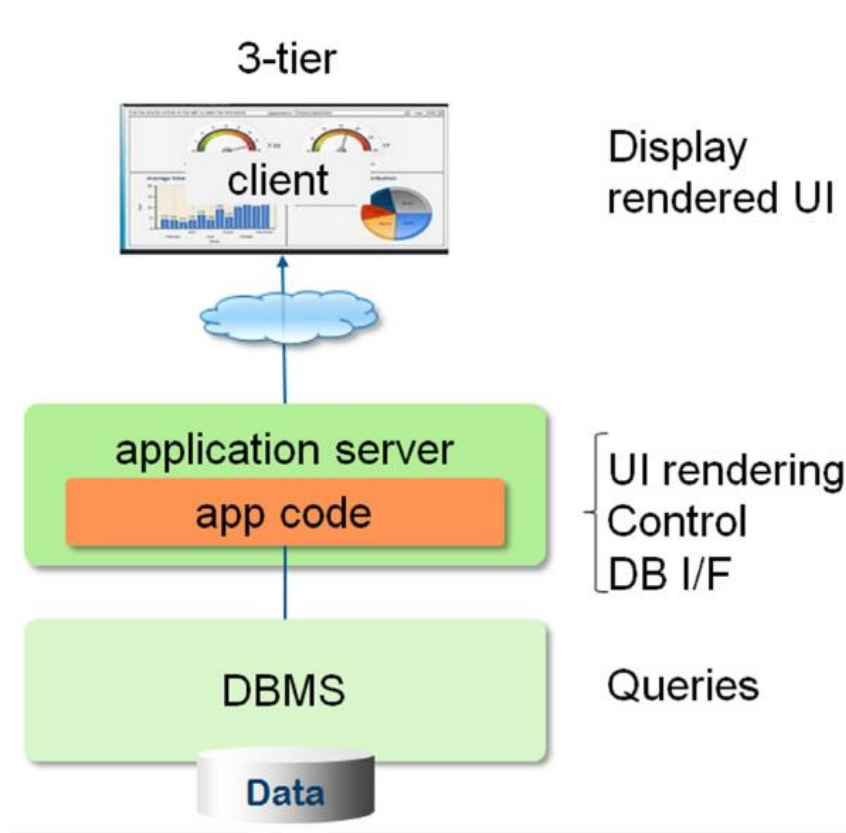 3-tier
client
Display
rendered UI
application server
app code
UI rendering
Control
DB I/F
DBMS
Queries
Data